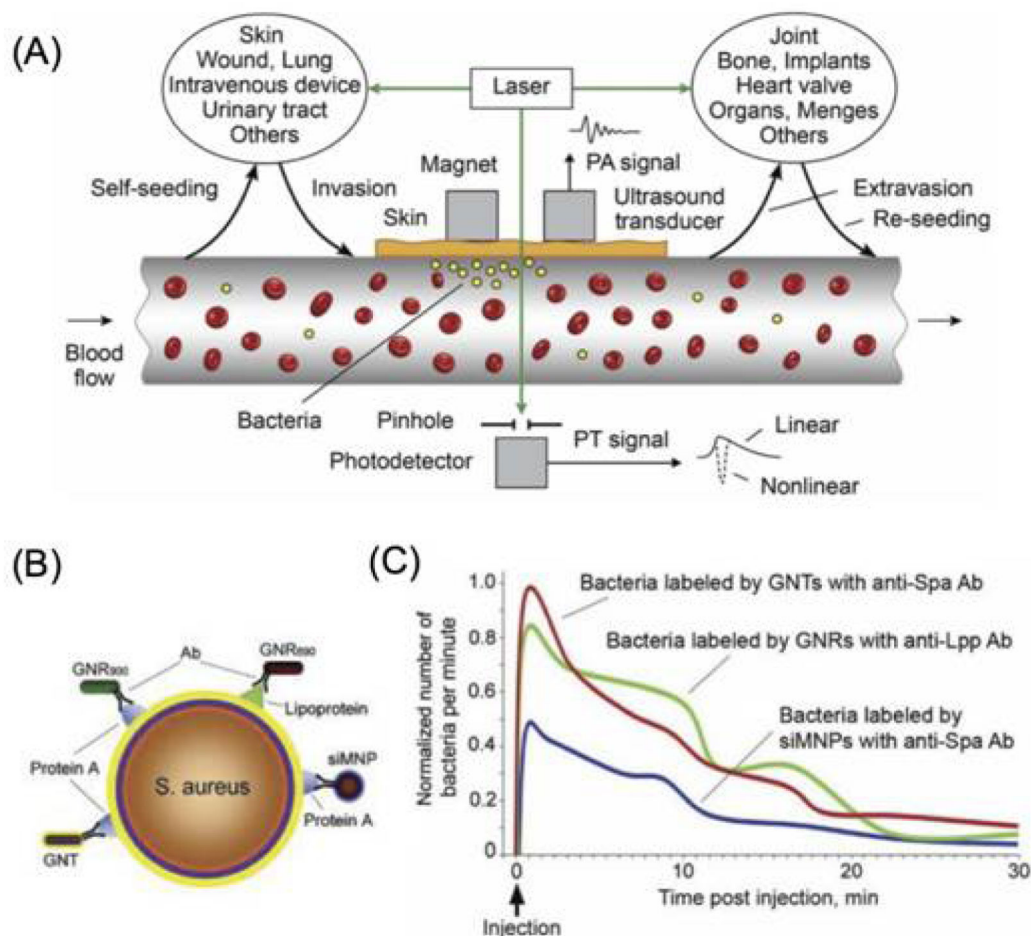 (A)
Skin
Wound, Lung
Intravenous device
Urinary tract
Others
Laser
Joint
Bone, Implants
Heart valve
Organs, Menges
Others
PA signal
Magnet
Self-seeding
Invasion
Skin
Ultrasound
transducer
Extravasion
Re-seeding
Blood
flow
Bacteria
Pinhole
Photodetector
PT signal
Linear
Nonlinear
(B)
Ab
GNR900
GNR690
Lipoprotein
Protein A
siMNP
S. aureus
Protein A
GNT
(C)
Normalized number of
bacteria per minute
1.0
0.8
0.6
0.4
0.2
0
Bacteria labeled by GNTs with anti-Spa Ab
Bacteria labeled by GNRs with anti-Lpp Ab
Bacteria labeled by
siMNPs with anti-Spa Ab
0
10
20
30
Time post injection, min
Injection